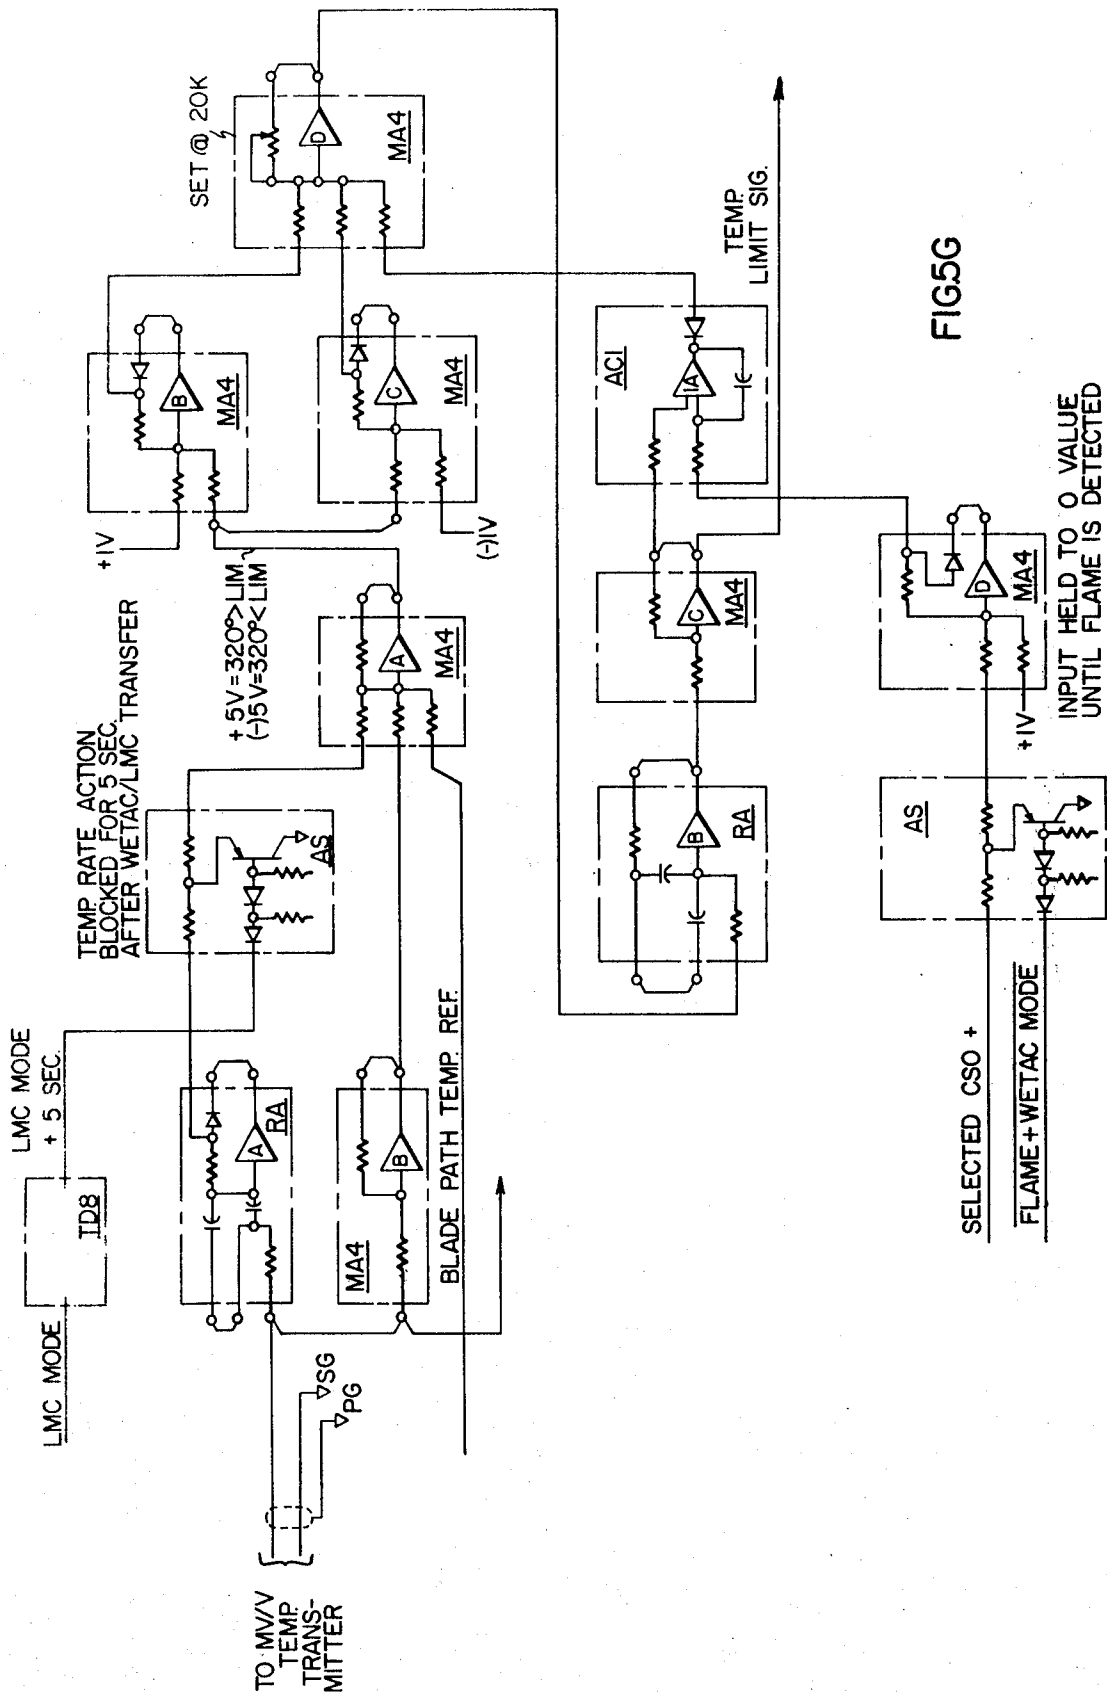 LMC MODE
TD8
LMC MODE
+ 5 SEC.
TEMP. RATE ACTION
BLOCKED FOR 5 SEC.
AFTER WETAC/LMC TRANSFER
AS
+5V=320°>LIM
(-)5V=320°<LIM
+1V
B
MA4
SET @ 20K
D
MA4
C
MA4
(-)1V
A
MA4
A
RA
TO MV/V
TEMP.
TRANS-
MITTER
SG
PG
MA4
B
BLADE PATH TEMP. REF.
B
RA
C
MA4
ACI
1A
TEMP.
LIMIT SIG.
SELECTED CSO +
FLAME+WETAC MODE
AS
+1V
D
MA4
INPUT HELD TO 0 VALUE
UNTIL FLAME IS DETECTED
FIG.5G